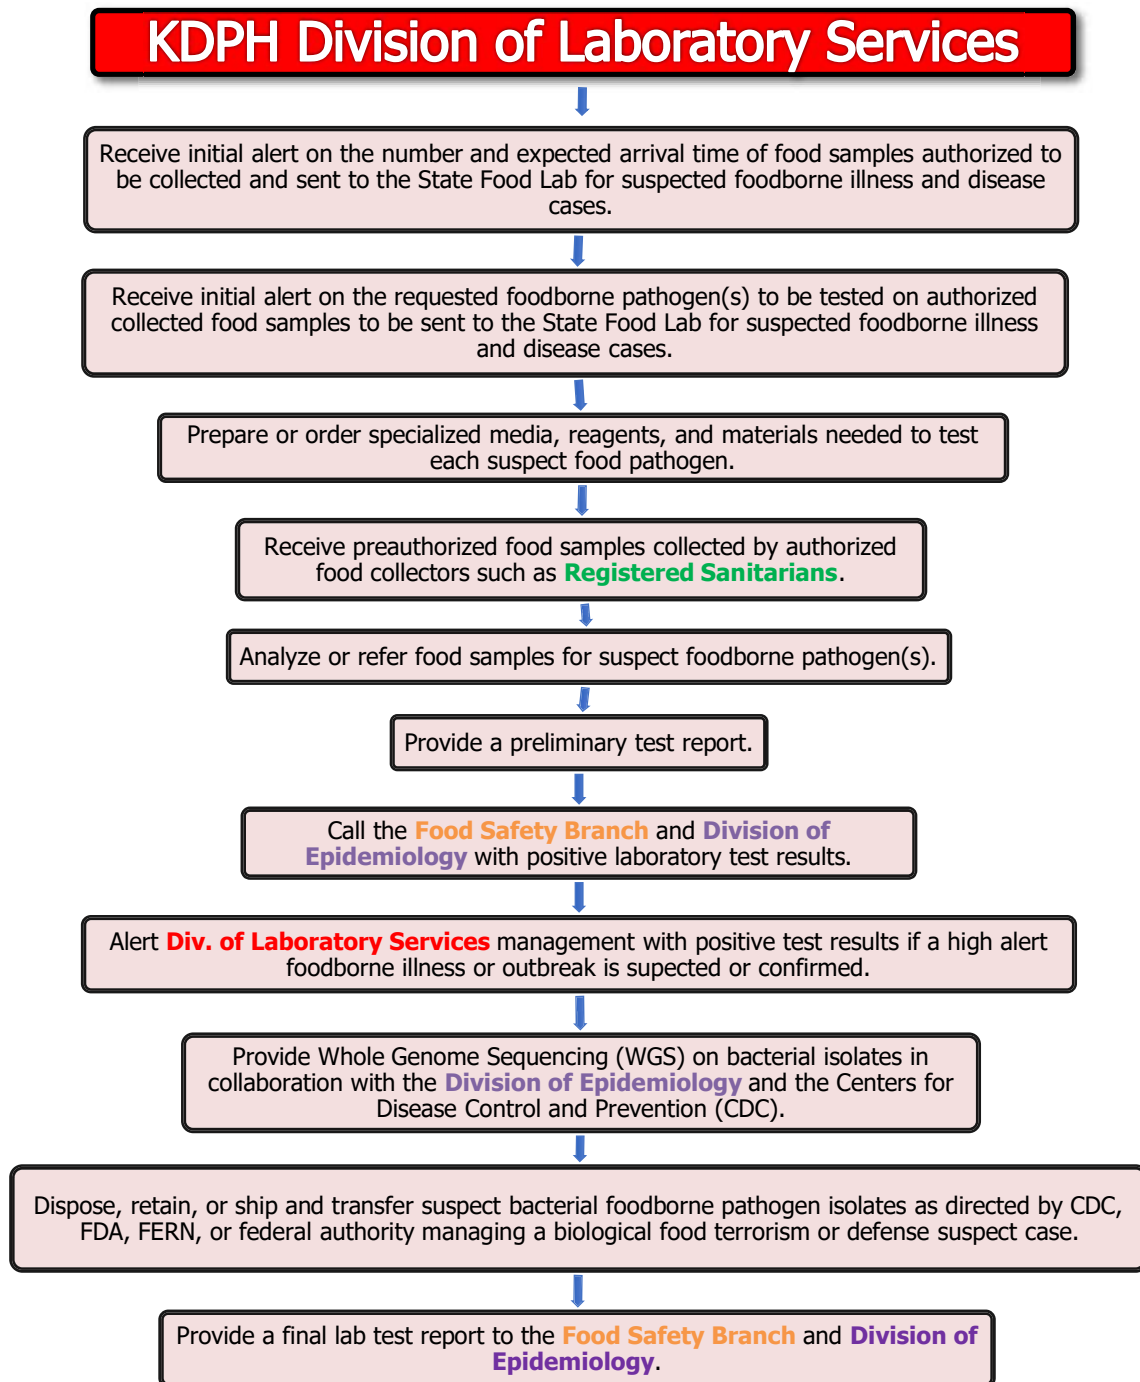 KDPH Division of Laboratory Services
Receive initial alert on the number and expected arrival time of food samples authorized to
be collected and sent to the State Food Lab for suspected foodborne illness and disease
cases.
Receive initial alert on the requested foodborne pathogen(s) to be tested on authorized
collected food samples to be sent to the State Food Lab for suspected foodborne illness
and disease cases.
Prepare or order specialized media, reagents, and materials needed to test
each suspect food pathogen.
Receive preauthorized food samples collected by authorized
food collectors such as Registered Sanitarians.
Analyze or refer food samples for suspect foodborne pathogen(s).
Provide a preliminary test report.
Call the Food Safety Branch and Division of
Epidemiology with positive laboratory test results.
Alert Div. of Laboratory Services management with positive test results if a high alert
foodborne illness or outbreak is supected or confirmed.
Provide Whole Genome Sequencing (WGS) on bacterial isolates in
collaboration with the Division of Epidemiology and the Centers for
Disease Control and Prevention (CDC).
Dispose, retain, or ship and transfer suspect bacterial foodborne pathogen isolates as directed by CDC,
FDA, FERN, or federal authority managing a biological food terrorism or defense suspect case.
Provide a final lab test report to the Food Safety Branch and Division of
Epidemiology.